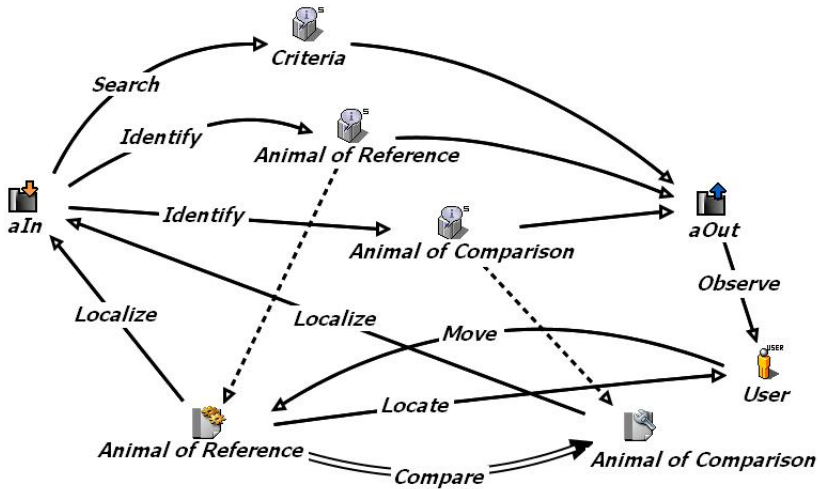 s
Criteria
Search
Identify
s
Animal of Reference
aIn
Identify
s
Animal of Comparison
aOut
Observe
Localize
Localize
Move
USER
User
Locate
Animal of Reference
Animal of Comparison
Compare